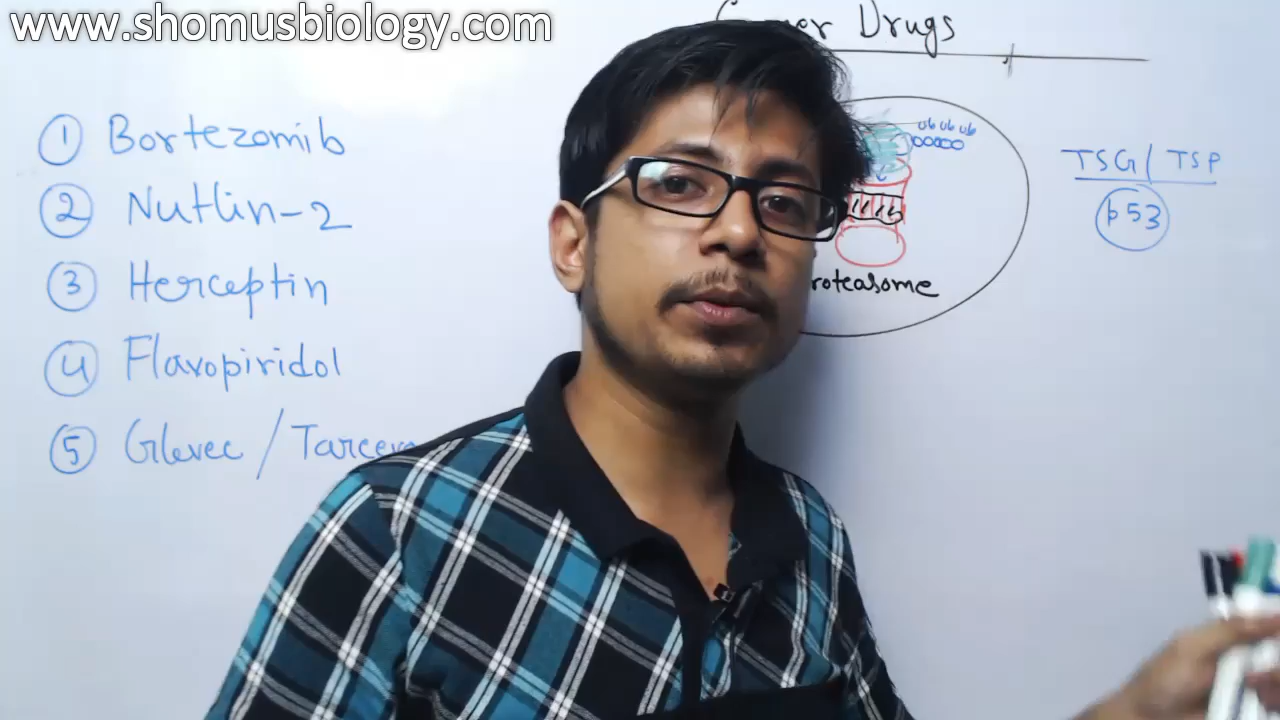 www.shomusbiology.com
Drugs
① Bortezomib
② Nutlin-2
③ Herceptin
④ Flavopiridol
⑤ Glevec / Tarceva
ub ub ub
roteasome
TSG / TSP
p53